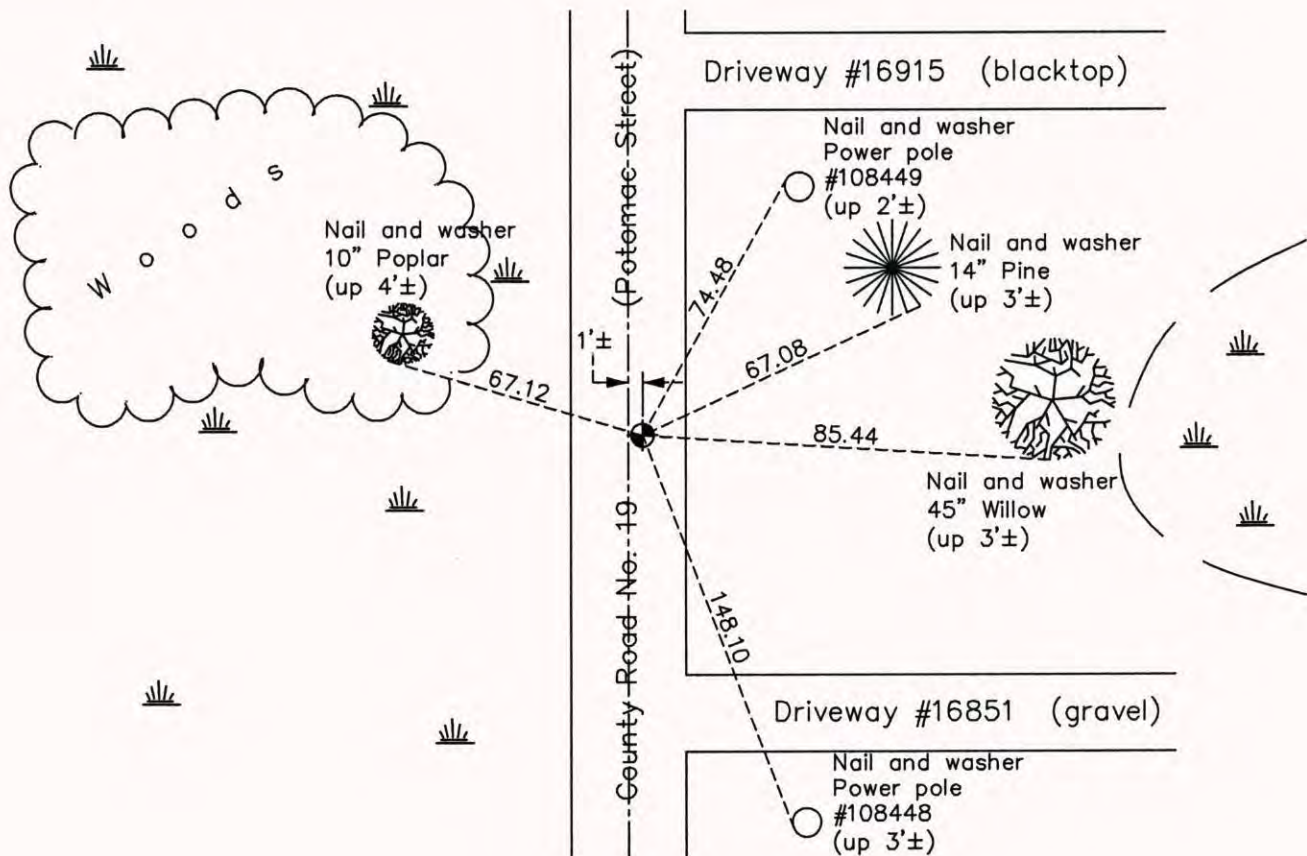 Driveway #16915 (blacktop)
Nail and washer
Power pole
#108449
(up 2'±)
Woods
Nail and washer
10" Poplar
(up 4'±)
(Potomac Street)
74.48
Nail and washer
14" Pine
(up 3'±)
1'±
67.08
67.12
85.44
Nail and washer
45" Willow
(up 3'±)
County Road No. 19
148.10
Driveway #16851 (gravel)
Nail and washer
Power pole
#108448
(up 3'±)